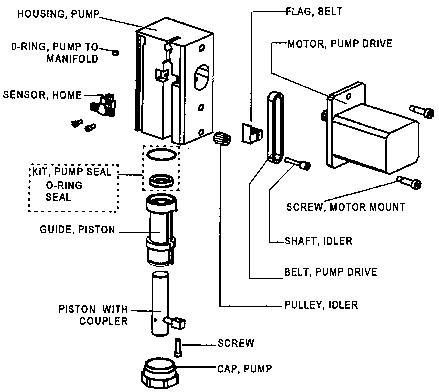 HOUSING, PUMP
FLAG, BELT
O-RING, PUMP TO
MANIFOLD
MOTOR, PUMP DRIVE
SENSOR, HOME
KIT, PUMP SEAL
O-RING
SEAL
SCREW, MOTOR MOUNT
GUIDE, PISTON
SHAFT, IDLER
BELT, PUMP DRIVE
PISTON WITH
COUPLER
PULLEY, IDLER
SCREW
CAP, PUMP